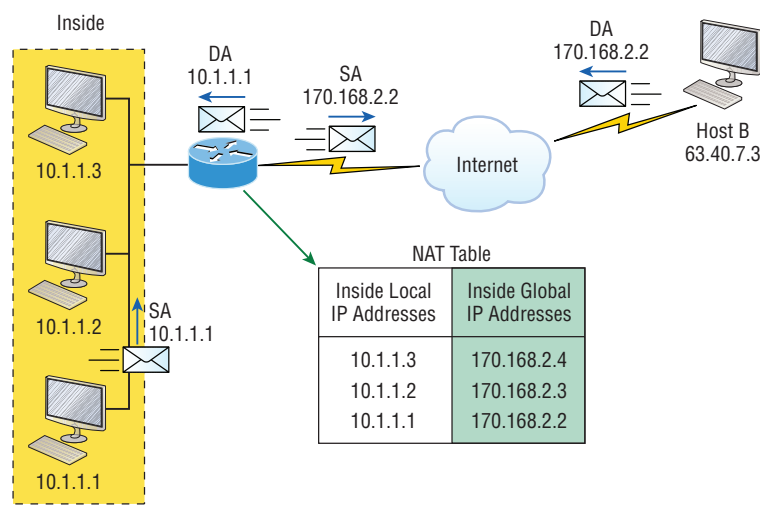 Inside
DA
10.1.1.1
SA
170.168.2.2
DA
170.168.2.2
10.1.1.3
Internet
Host B
63.40.7.3
10.1.1.2
SA
10.1.1.1
10.1.1.1
NAT Table
Inside Local
IP Addresses
Inside Global
IP Addresses
10.1.1.3 170.168.2.4
10.1.1.2 170.168.2.3
10.1.1.1 170.168.2.2